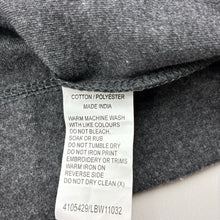 COTTON / POLYESTER
MADE INDIA
WARM MACHINE WASH
WITH LIKE COLOURS
DO NOT BLEACH,
SOAK OR RUB
DO NOT TUMBLE DRY
DO NOT IRON PRINT
EMBROIDERY OR TRIMS
WARM IRON ON
REVERSE SIDE
DO NOT DRY CLEAN (X)
4105429/LBW11032